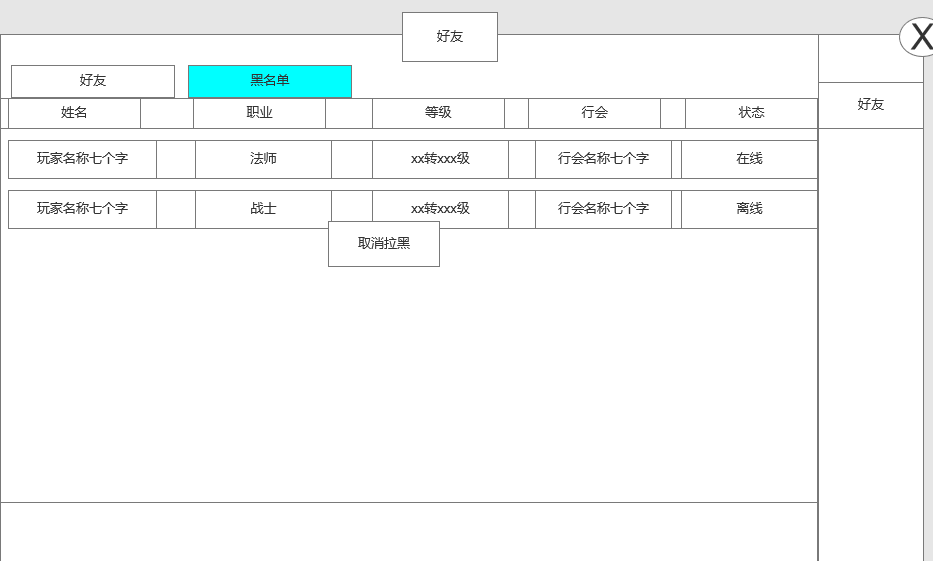 好友
X
好友
黑名单
姓名
职业
等级
行会
状态
好友
玩家名称七个字
法师
xx转xxx级
行会名称七个字
在线
玩家名称七个字
战士
xx转xxx级
行会名称七个字
离线
取消拉黑